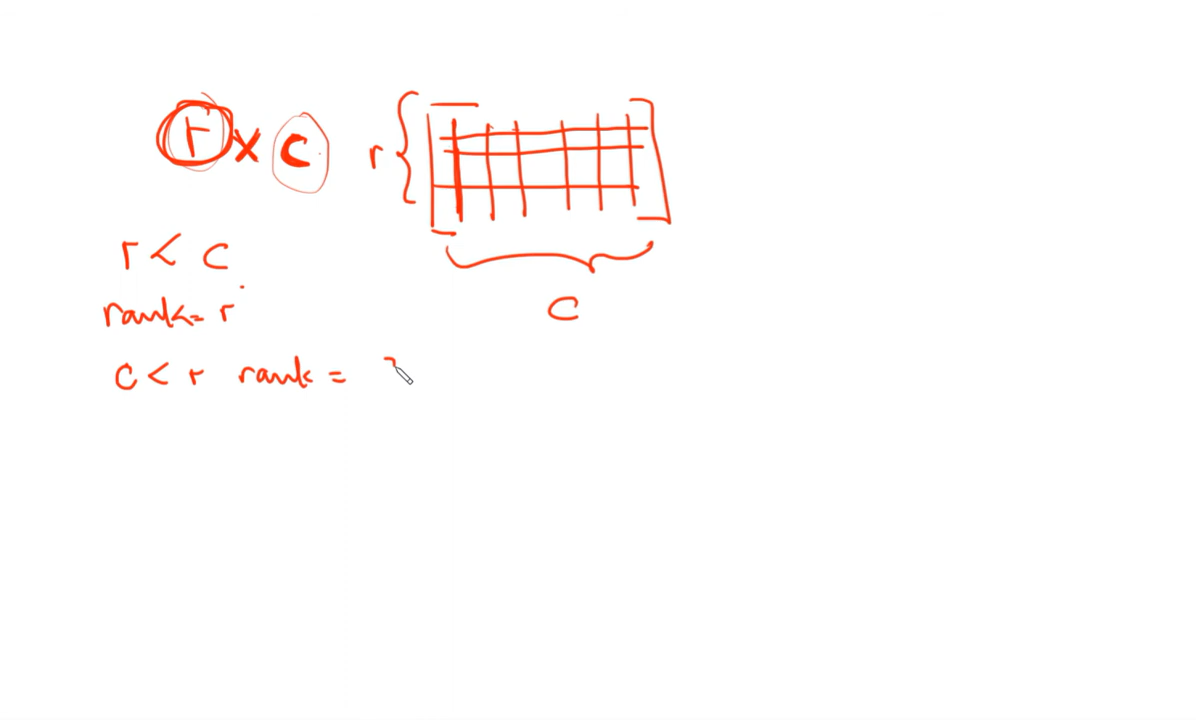 r x c
r
c
r < c
rank = r
c < r rank =